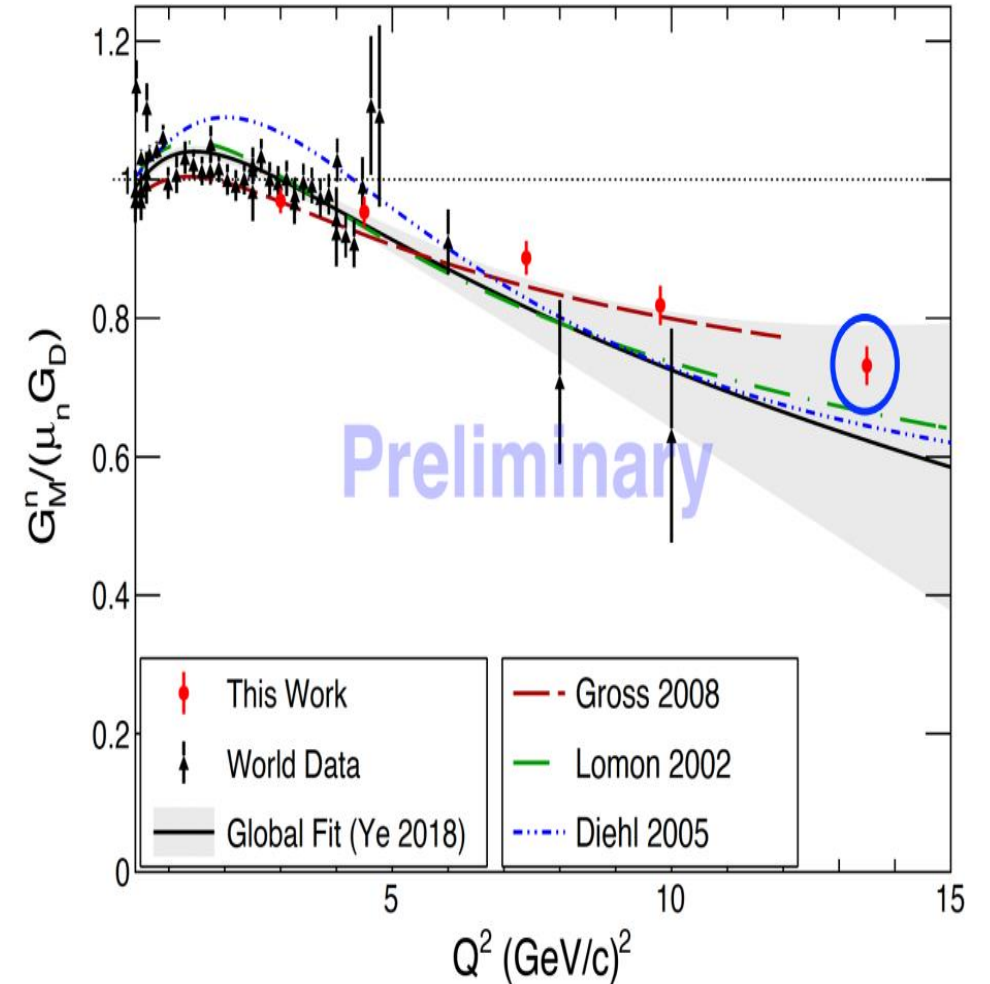 1.2
1
0.8
0.6
0.4
0.2
0
G_M^n/(μ_n G_D)
Preliminary
This Work
World Data
Global Fit (Ye 2018)
Gross 2008
Lomon 2002
Diehl 2005
5
10
15
Q² (GeV/c)²